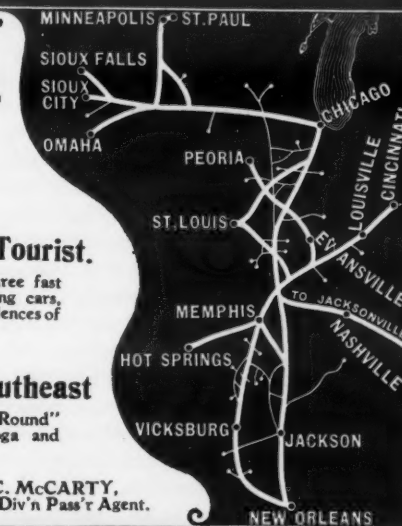 MINNEAPOLIS ST. PAUL
SIOUX FALLS
SIOUX
CITY
OMAHA
CHICAGO
PEORIA
CINCINNATI
LOUISVILLE
ST. LOUIS
EVANSVILLE
Tourist.
ree fast
ng cars,
ences of
TO JACKSONVILLE
NASHVILLE
MEMPHIS
HOT SPRINGS
utheast
Round"
oga and
VICKSBURG
JACKSON
C. McCARTY,
Div'n Pass'r Agent.
NEW ORLEANS